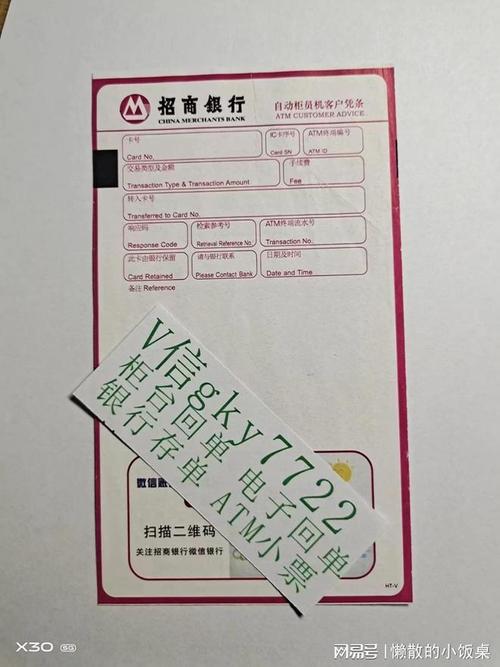 招商银行
CHINA MERCHANTS BANK
自动柜员机客户凭条
ATM CUSTOMER ADVICE
卡号
Card No.
IC卡序号
Card SN
ATM终端编号
ATM ID
交易类型及金额
Transaction Type & Transaction Amount
手续费
Fee
转入卡号
Transferred to Card No.
响应码
Response Code
检索参考号
Retrieval Reference No.
ATM终端流水号
Transaction No.
此卡由银行保留
Card Retained
请与银行联系
Please Contact Bank
日期及时间
Date and Time
备注 Reference
V信gky7722
柜台回单 电子回单
银行存单 ATM小票
微信账
扫描二维码
关注招商银行微信银行
HT-V
X30 5G
网易号 | 懒散的小饭桌